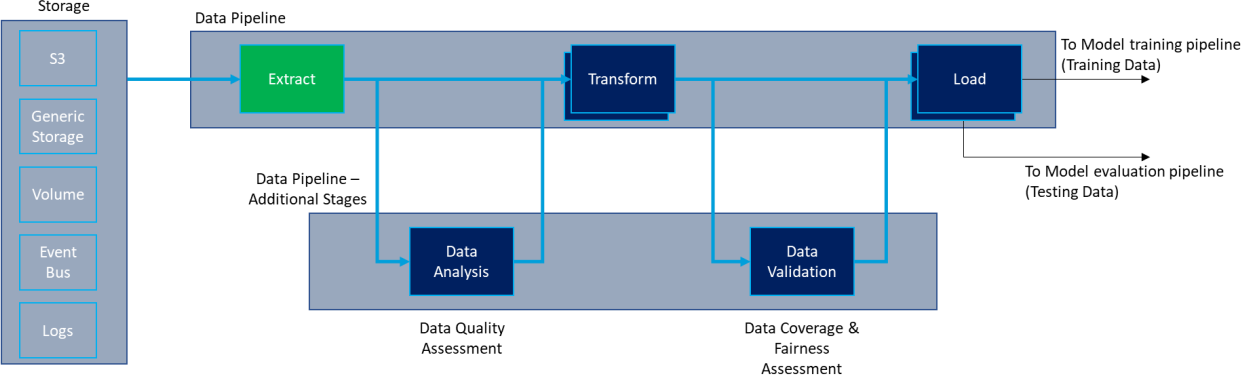 Storage
S3
Generic
Storage
Volume
Event
Bus
Logs
Data Pipeline
Extract
Transform
Load
To Model training pipeline
(Training Data)
To Model evaluation pipeline
(Testing Data)
Data Pipeline –
Additional Stages
Data
Analysis
Data
Validation
Data Quality
Assessment
Data Coverage &
Fairness
Assessment